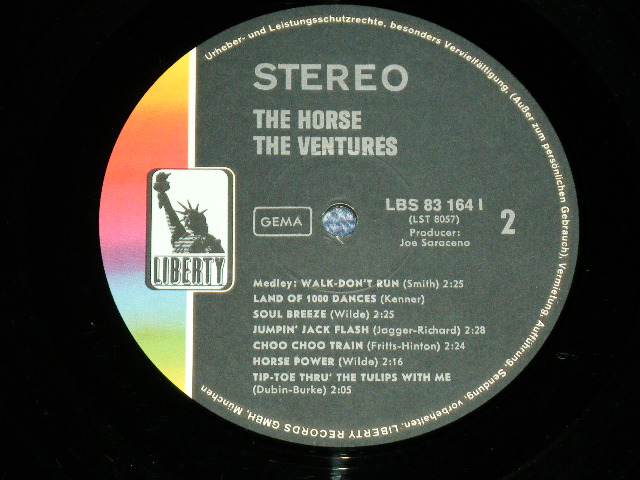 Urheber- und Leistungsschutzrechte, besonders Vervielfältigung, (Außer zum persönlichen Gebrauch), Vermietung, Aufführung, Sendung, vorbehalten. LIBERTY RECORDS GMBH, München
STEREO
THE HORSE
THE VENTURES
LIBERTY
GEMA
LBS 83 164 I
(LST 8057)
Producer:
Joe Saraceno
2
Medley: WALK-DON'T RUN (Smith) 2:25
LAND OF 1000 DANCES (Kenner)
SOUL BREEZE (Wilde) 2:25
JUMPIN' JACK FLASH (Jagger-Richard) 2:28
CHOO CHOO TRAIN (Fritts-Hinton) 2:24
HORSE POWER (Wilde) 2:16
TIP-TOE THRU' THE TULIPS WITH ME
(Dubin-Burke) 2:05